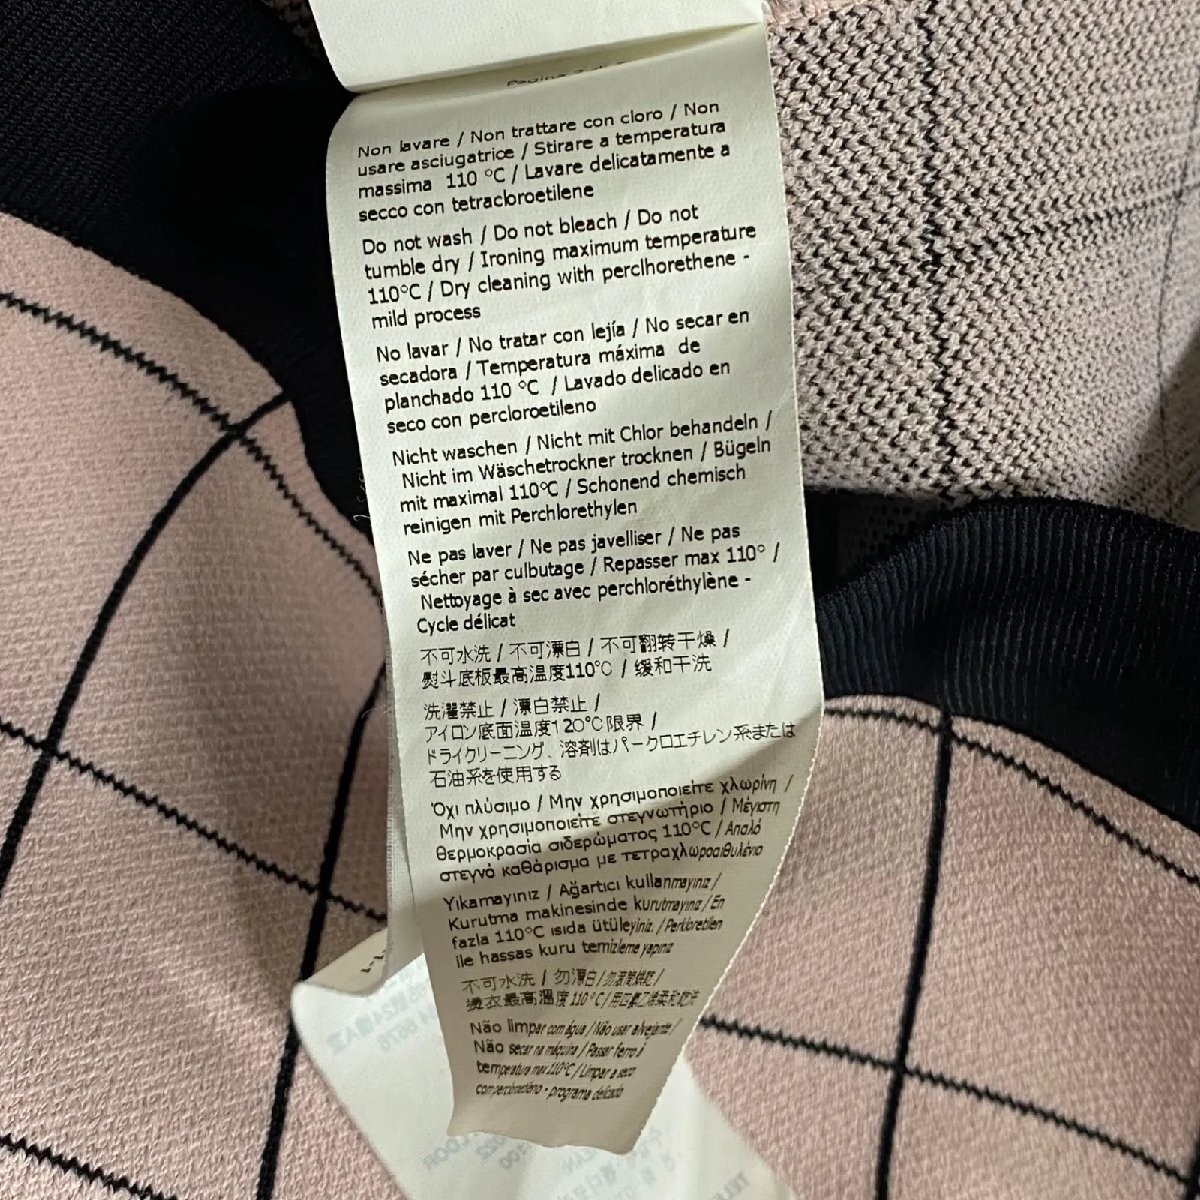 Non lavare / Non trattare con cloro / Non
usare asciugatrice / Stirare a temperatura
massima 110 °C / Lavare delicatamente a
secco con tetracloroetilene
Do not wash / Do not bleach / Do not
tumble dry / Ironing maximum temperature
110°C / Dry cleaning with perclhorethene -
mild process
No lavar / No tratar con lejía / No secar en
secadora / Temperatura máxima de
planchado 110 °C / Lavado delicado en
seco con percloroetileno
Nicht waschen / Nicht mit Chlor behandeln /
Nicht im Wäschetrockner trocknen / Bügeln
mit maximal 110°C / Schonend chemisch
reinigen mit Perchlorethylen
Ne pas laver / Ne pas javelliser / Ne pas
sécher par culbutage / Repasser max 110° /
Nettoyage à sec avec perchloréthylène -
Cycle délicat
不可水洗 / 不可漂白 / 不可翻转干燥 /
熨斗底板最高温度110°C / 缓和干洗
洗濯禁止 / 漂白禁止 /
アイロン底面温度120°C限界 /
ドライクリーニング、溶剤はパークロエチレン系または
石油系を使用する
Όχι πλύσιμο / Μην χρησιμοποιείτε χλωρίνη /
Μην χρησιμοποιείτε στεγνωτήριο / Μέγιστη
θερμοκρασία σιδερώματος 110°C / Απαλό
στεγνό καθάρισμα με τετραχλωροαιθυλένιο
Yıkamayınız / Ağartıcı kullanmayınız /
Kurutma makinesinde kurutmayınız / En
fazla 110°C ısıda ütüleyiniz. / Perkloretilen
ile hassas kuru temizleme yapınız
不可水洗 / 勿漂白 /
燙衣最高溫度110°C /
Não limpar com água / Não usar alvejante /
Não secar na máquina / Passar ferro à
temperatura max 110°C / Limpar a seco
com percloretileno - programa delicado